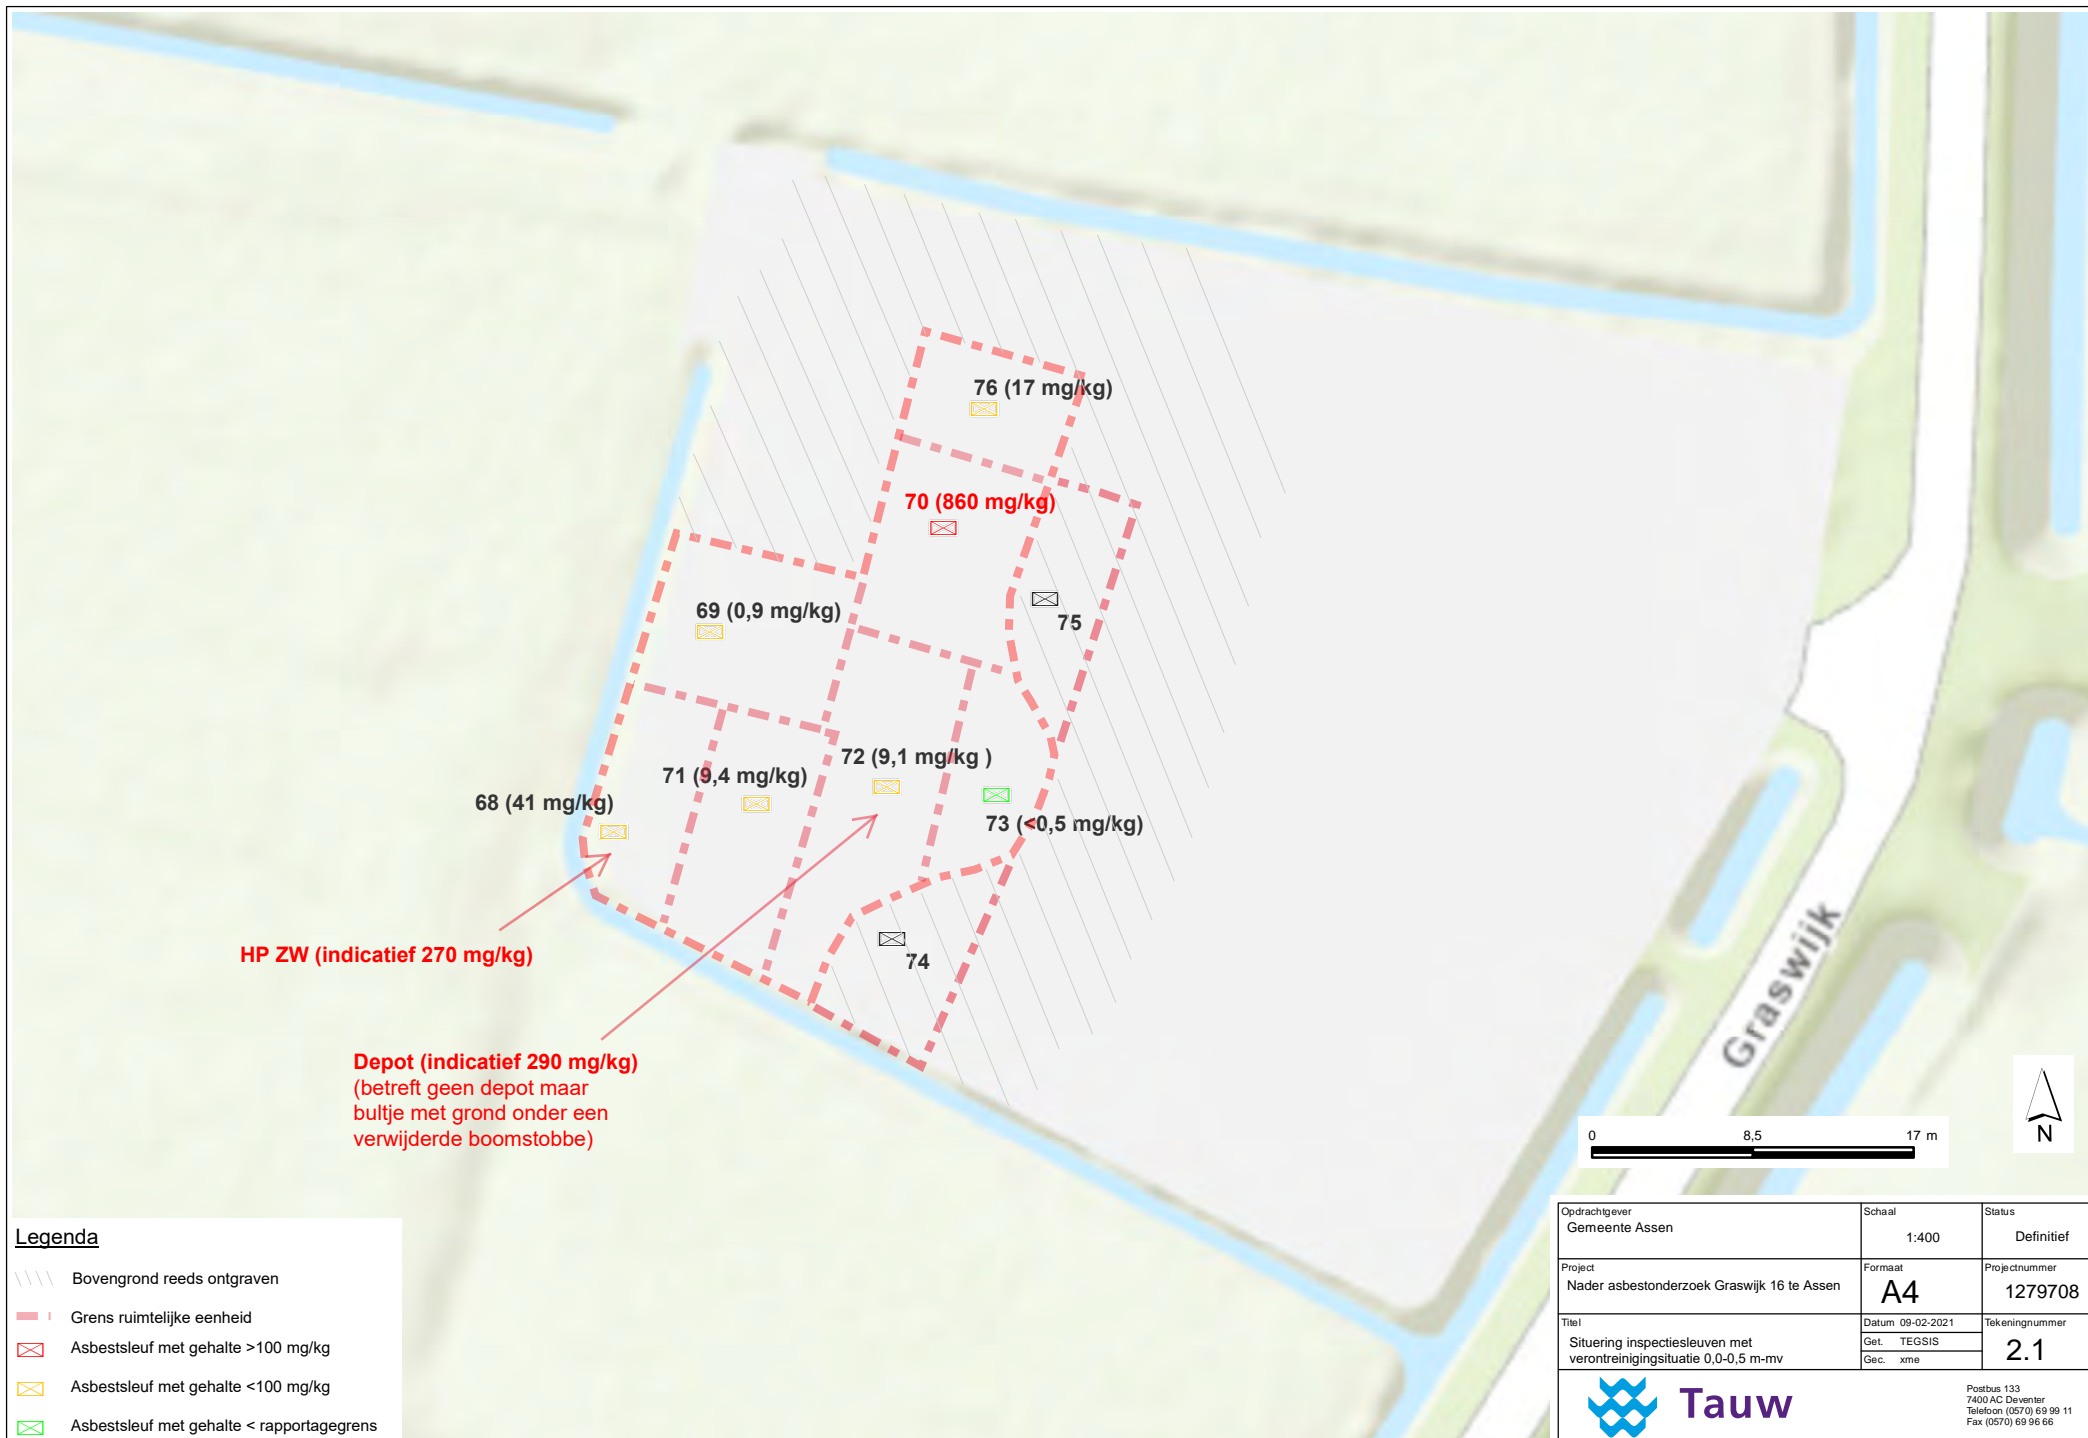 76 (17 mg/kg)
70 (860 mg/kg)
69 (0,9 mg/kg)
75
72 (9,1 mg/kg )
71 (9,4 mg/kg)
68 (41 mg/kg)
73 (<0,5 mg/kg)
74
HP ZW (indicatief 270 mg/kg)
Depot (indicatief 290 mg/kg)
(betreft geen depot maar
bultje met grond onder een
verwijderde boomstobbe)
Graswijk
N
0 8,5 17 m
Legenda
Bovengrond reeds ontgraven
Grens ruimtelijke eenheid
Asbestsleuf met gehalte >100 mg/kg
Asbestsleuf met gehalte <100 mg/kg
Asbestsleuf met gehalte < rapportagegrens
Opdrachtgever
Gemeente Assen
Schaal
1:400
Status
Definitief
Project
Nader asbestonderzoek Graswijk 16 te Assen
Formaat
A4
Projectnummer
1279708
Titel
Situering inspectiesleuven met
verontreinigingsituatie 0,0-0,5 m-mv
Datum 09-02-2021
Get. TEGSIS
Gec. xme
Tekeningnummer
2.1
Tauw
Postbus 133
7400 AC Deventer
Telefoon (0570) 69 99 11
Fax (0570) 69 96 66